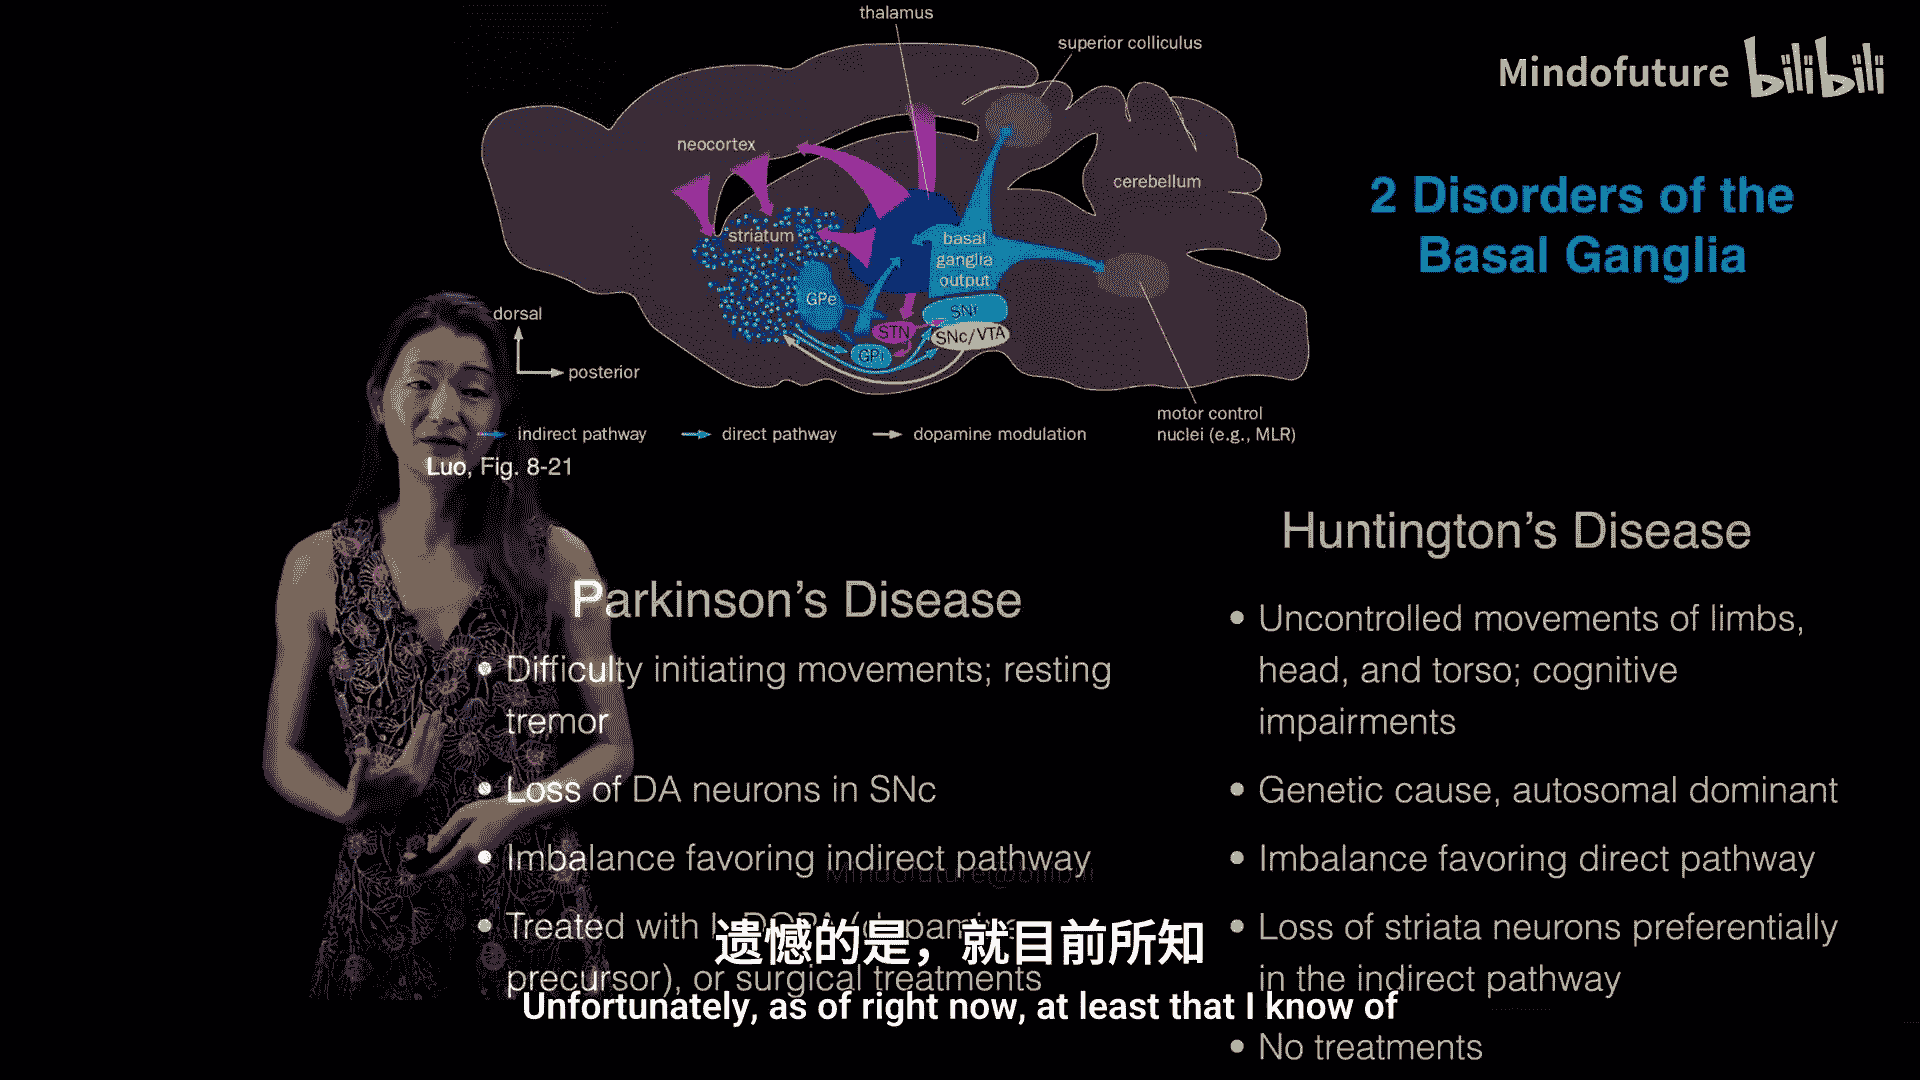 thalamus
superior colliculus
Mindofuture bilibili
neocortex
cerebellum
2 Disorders of the
Basal Ganglia
striatum
basal
ganglia
output
GPe
SNr
STN
SNc/VTA
GPi
dorsal
posterior
motor control
nuclei (e.g., MLR)
indirect pathway
direct pathway
dopamine modulation
Luo, Fig. 8-21
Parkinson’s Disease
• Difficulty initiating movements; resting
tremor
• Loss of DA neurons in SNc
• Imbalance favoring indirect pathway
Mindofuture@bilibili
• Treated with L-DOPA (dopamine
precursor), or surgical treatments
Huntington’s Disease
• Uncontrolled movements of limbs,
head, and torso; cognitive
impairments
• Genetic cause, autosomal dominant
• Imbalance favoring direct pathway
• Loss of striata neurons preferentially
in the indirect pathway
• No treatments
遗憾的是，就目前所知
Unfortunately, as of right now, at least that I know of